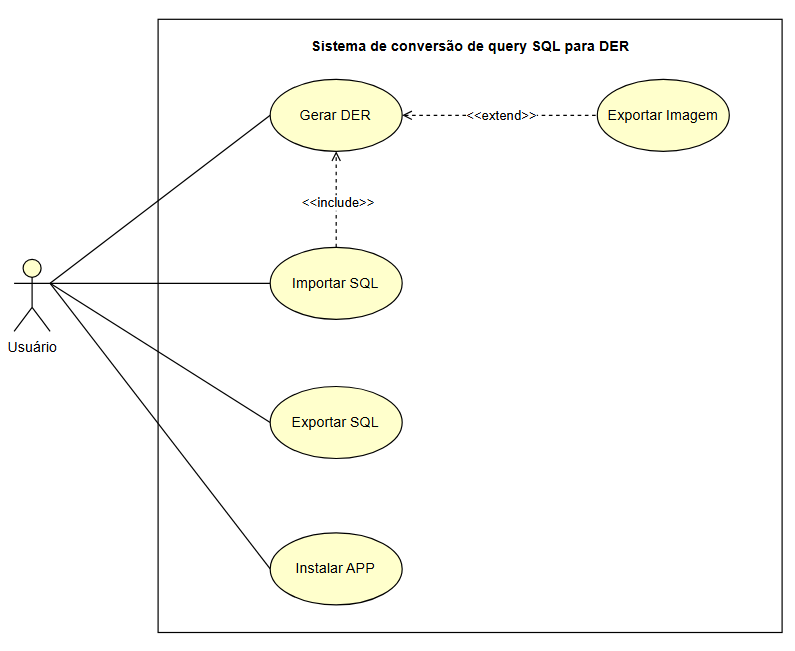 Sistema de conversão de query SQL para DER
Gerar DER
<<extend>>
Exportar Imagem
<<include>>
Importar SQL
Usuário
Exportar SQL
Instalar APP